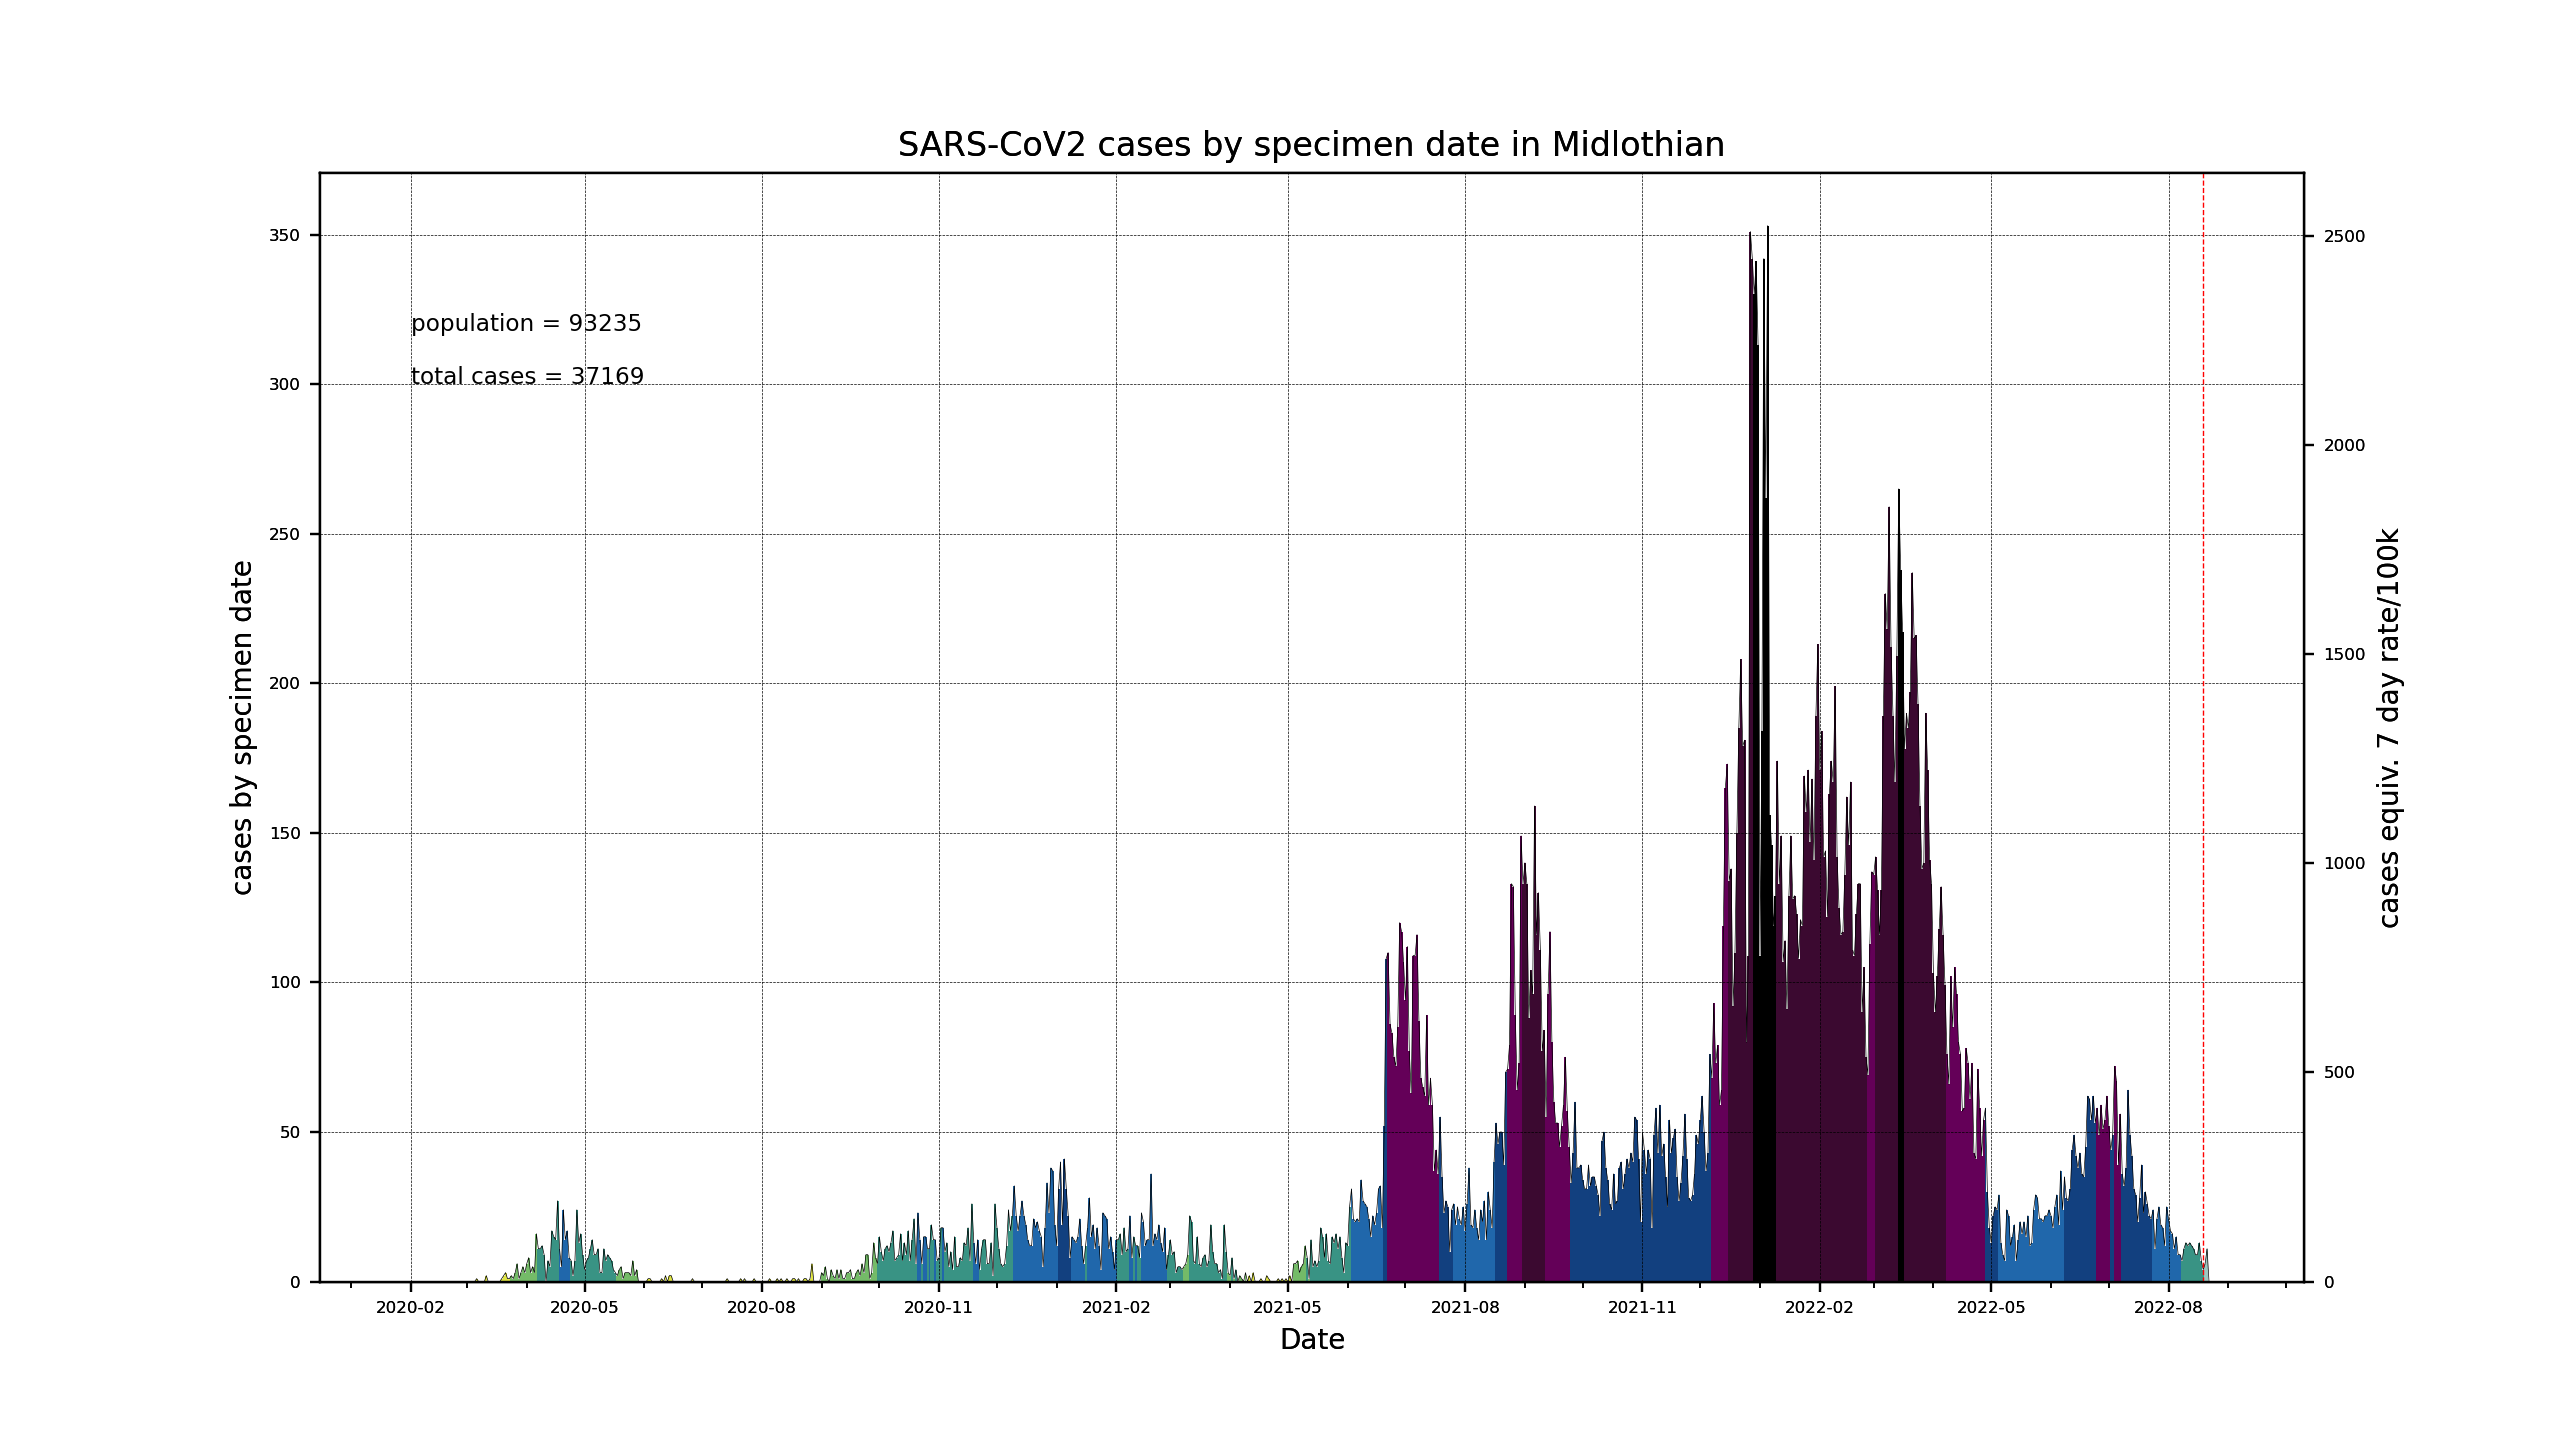 SARS-CoV2 cases by specimen date in Midlothian
population = 93235
total cases = 37169
cases by specimen date
350
300
250
200
150
100
50
0
2500
2000
1500
1000
500
0
cases equiv. 7 day rate/100k
2020-02 2020-05 2020-08 2020-11 2021-02 2021-05 2021-08 2021-11 2022-02 2022-05 2022-08
Date